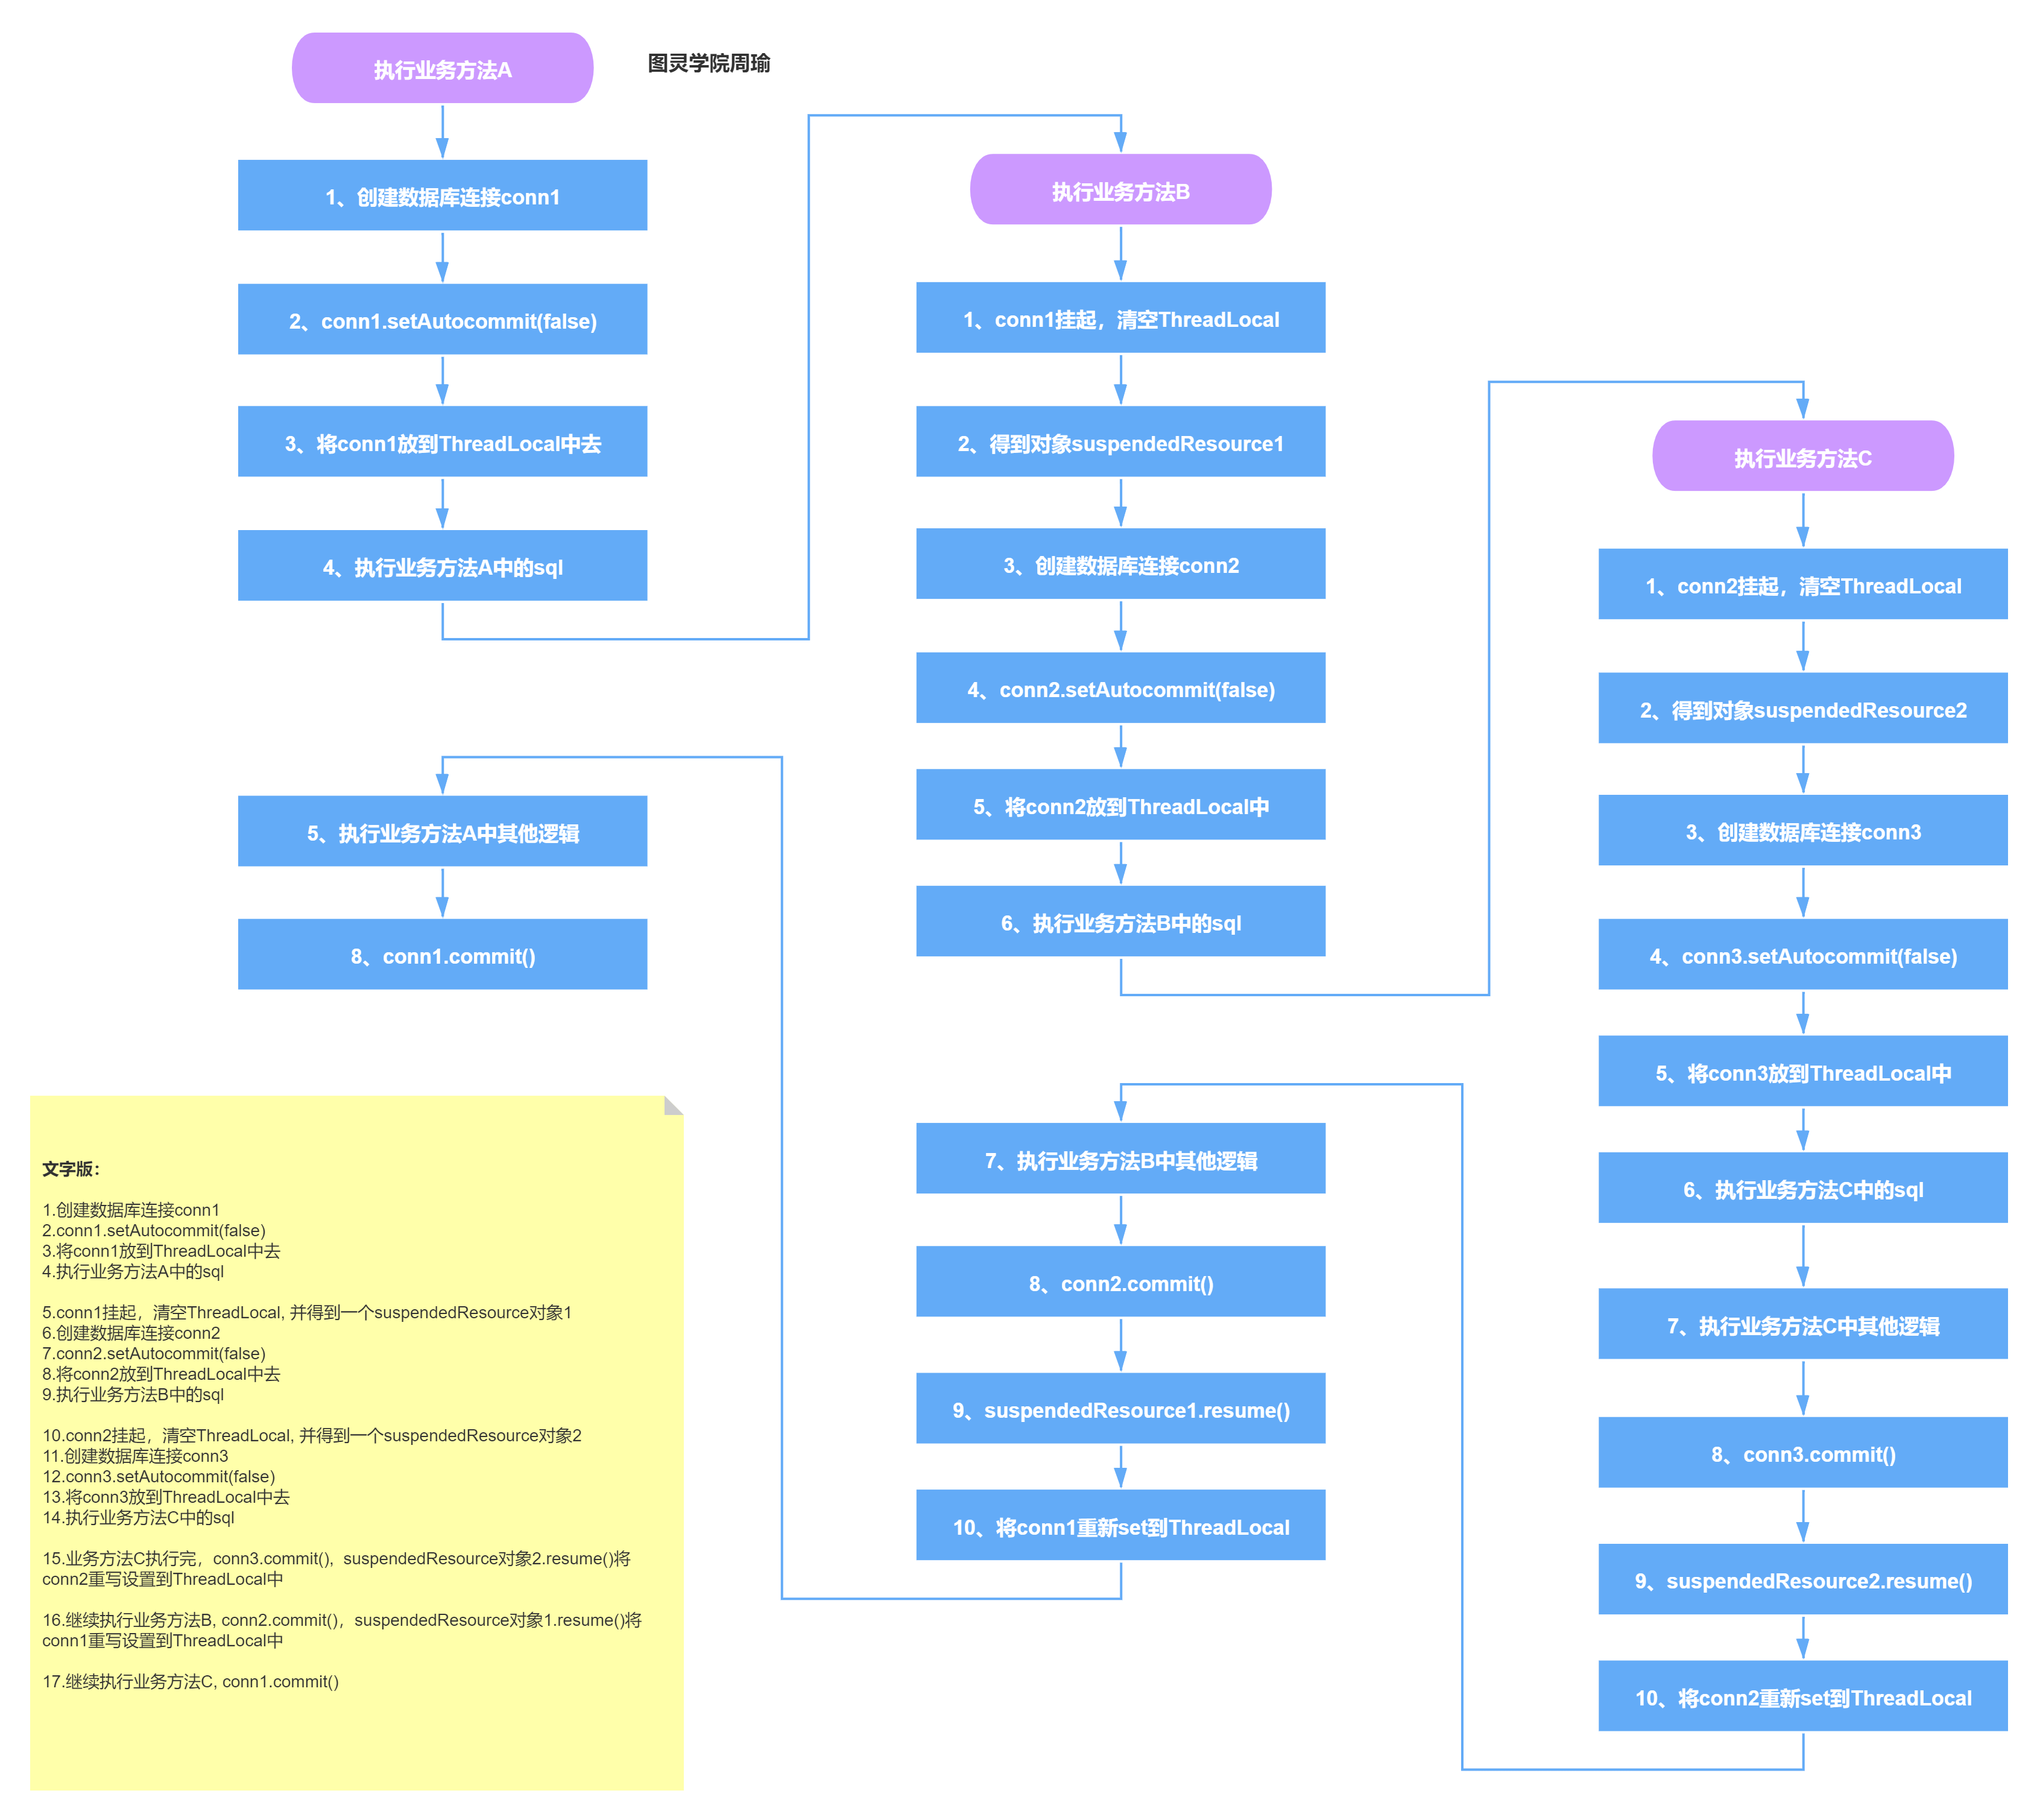 执行业务方法A
图灵学院周瑜
1、创建数据库连接conn1
2、conn1.setAutocommit(false)
3、将conn1放到ThreadLocal中去
4、执行业务方法A中的sql
执行业务方法B
1、conn1挂起，清空ThreadLocal
2、得到对象suspendedResource1
3、创建数据库连接conn2
4、conn2.setAutocommit(false)
5、将conn2放到ThreadLocal中
6、执行业务方法B中的sql
执行业务方法C
1、conn2挂起，清空ThreadLocal
2、得到对象suspendedResource2
3、创建数据库连接conn3
4、conn3.setAutocommit(false)
5、将conn3放到ThreadLocal中
6、执行业务方法C中的sql
7、执行业务方法C中其他逻辑
8、conn3.commit()
9、suspendedResource2.resume()
10、将conn2重新set到ThreadLocal
7、执行业务方法B中其他逻辑
8、conn2.commit()
9、suspendedResource1.resume()
10、将conn1重新set到ThreadLocal
5、执行业务方法A中其他逻辑
8、conn1.commit()
文字版：
1.创建数据库连接conn1
2.conn1.setAutocommit(false)
3.将conn1放到ThreadLocal中去
4.执行业务方法A中的sql
5.conn1挂起，清空ThreadLocal, 并得到一个suspendedResource对象1
6.创建数据库连接conn2
7.conn2.setAutocommit(false)
8.将conn2放到ThreadLocal中去
9.执行业务方法B中的sql
10.conn2挂起，清空ThreadLocal, 并得到一个suspendedResource对象2
11.创建数据库连接conn3
12.conn3.setAutocommit(false)
13.将conn3放到ThreadLocal中去
14.执行业务方法C中的sql
15.业务方法C执行完，conn3.commit()，suspendedResource对象2.resume()将
conn2重写设置到ThreadLocal中
16.继续执行业务方法B, conn2.commit()，suspendedResource对象1.resume()将
conn1重写设置到ThreadLocal中
17.继续执行业务方法C, conn1.commit()